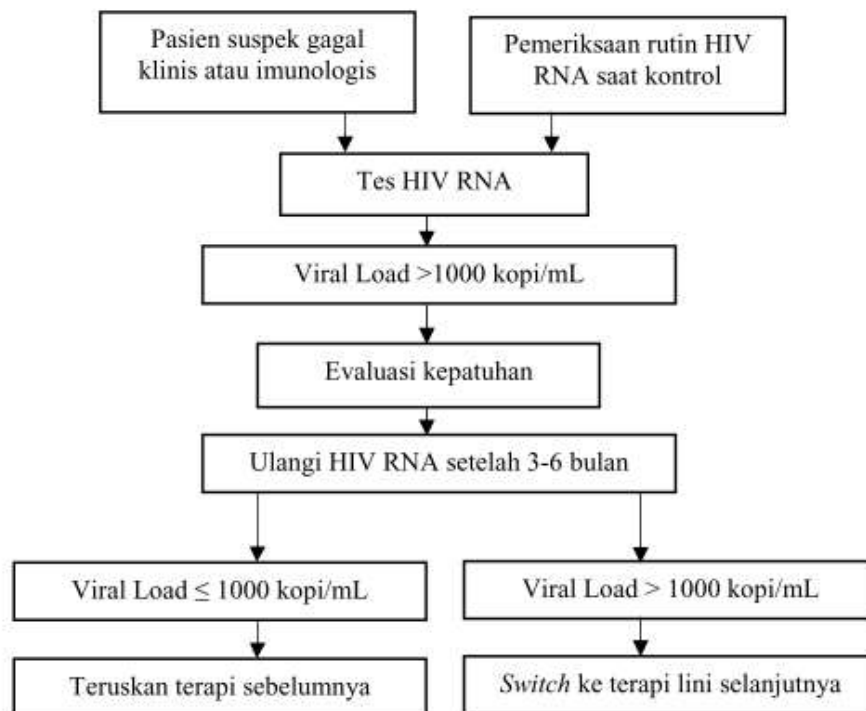 Pasien suspek gagal
klinis atau imunologis
Pemeriksaan rutin HIV
RNA saat kontrol
Tes HIV RNA
Viral Load >1000 kopi/mL
Evaluasi kepatuhan
Ulangi HIV RNA setelah 3-6 bulan
Viral Load ≤ 1000 kopi/mL
Viral Load > 1000 kopi/mL
Teruskan terapi sebelumnya
Switch ke terapi lini selanjutnya